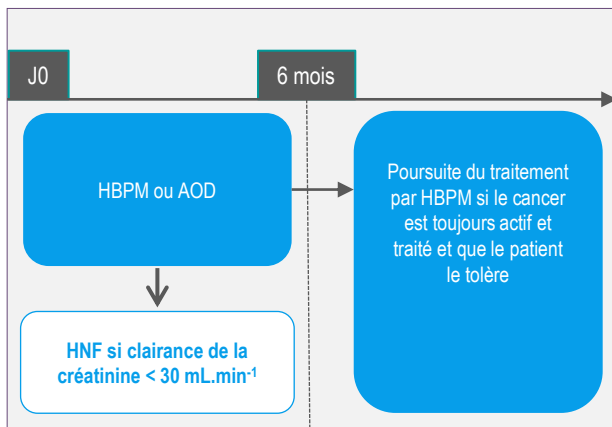 J0
6 mois
HBPM ou AOD
Poursuite du traitement
par HBPM si le cancer
est toujours actif et
traité et que le patient
le tolère
HNF si clairance de la
créatinine < 30 mL.min⁻¹